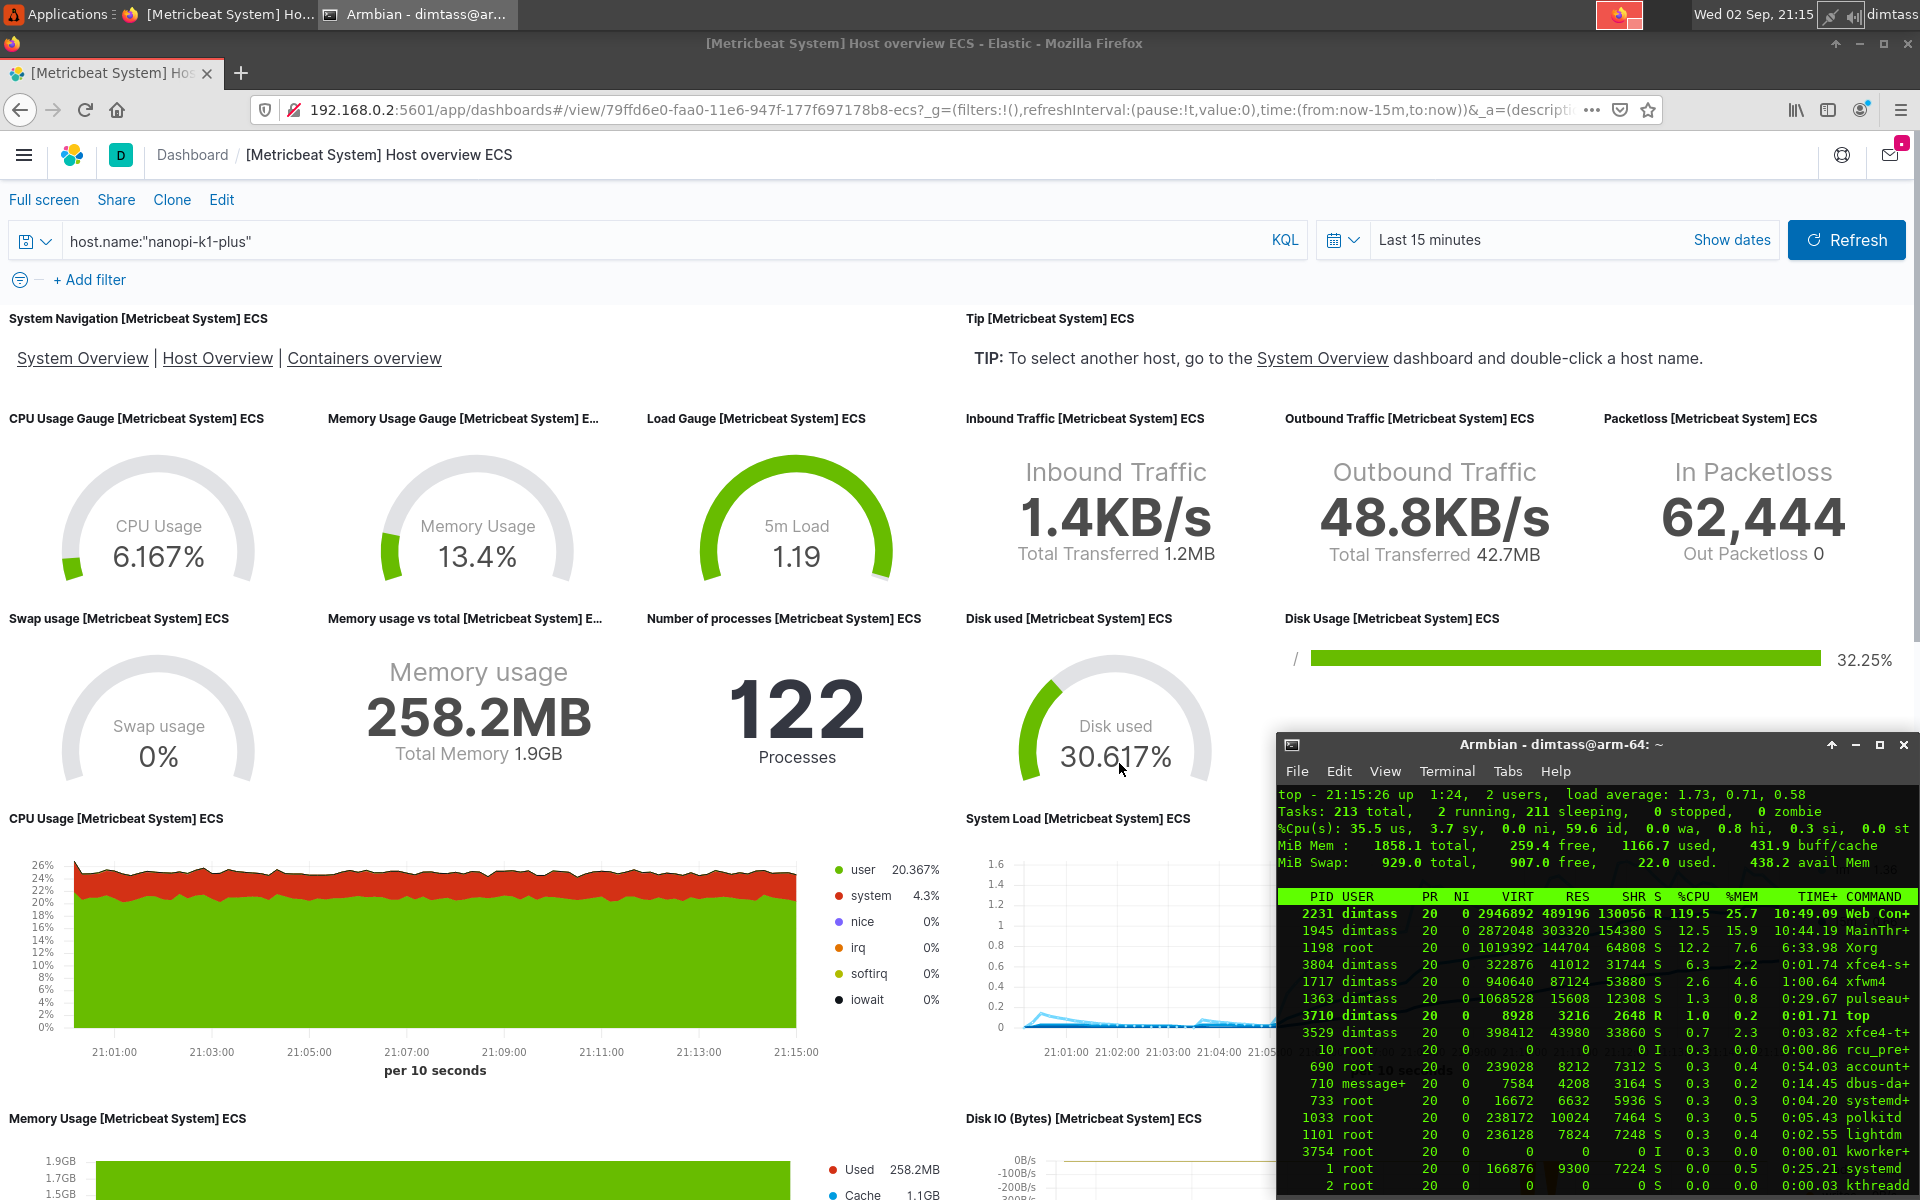 Applications
[Metricbeat System] Ho...
Armbian - dimtass@ar...
Wed 02 Sep, 21:15
dimtass
[Metricbeat System] Host overview ECS - Elastic - Mozilla Firefox
[Metricbeat System] Hos
192.168.0.2:5601/app/dashboards#/view/79ffd6e0-faa0-11e6-947f-177f697178b8-ecs?_g=(filters:!(),refreshInterval:(pause:!t,value:0),time:(from:now-15m,to:now))&_a=(descripti
D
Dashboard / [Metricbeat System] Host overview ECS
Full screen Share Clone Edit
host.name:"nanopi-k1-plus"
KQL
Last 15 minutes
Show dates
Refresh
+ Add filter
System Navigation [Metricbeat System] ECS
System Overview | Host Overview | Containers overview
Tip [Metricbeat System] ECS
TIP: To select another host, go to the System Overview dashboard and double-click a host name.
CPU Usage Gauge [Metricbeat System] ECS
CPU Usage
6.167%
Memory Usage Gauge [Metricbeat System] E...
Memory Usage
13.4%
Load Gauge [Metricbeat System] ECS
5m Load
1.19
Inbound Traffic [Metricbeat System] ECS
Inbound Traffic
1.4KB/s
Total Transferred 1.2MB
Outbound Traffic [Metricbeat System] ECS
Outbound Traffic
48.8KB/s
Total Transferred 42.7MB
Packetloss [Metricbeat System] ECS
In Packetloss
62,444
Out Packetloss 0
Swap usage [Metricbeat System] ECS
Swap usage
0%
Memory usage vs total [Metricbeat System] E...
Memory usage
258.2MB
Total Memory 1.9GB
Number of processes [Metricbeat System] ECS
122
Processes
Disk used [Metricbeat System] ECS
Disk used
30.617%
Disk Usage [Metricbeat System] ECS
/ 32.25%
CPU Usage [Metricbeat System] ECS
26%
24%
22%
20%
18%
16%
14%
12%
10%
8%
6%
4%
2%
0%
21:01:00 21:03:00 21:05:00 21:07:00 21:09:00 21:11:00 21:13:00 21:15:00
per 10 seconds
user 20.367%
system 4.3%
nice 0%
irq 0%
softirq 0%
iowait 0%
System Load [Metricbeat System] ECS
1.6
1.4
1.2
1
0.8
0.6
0.4
0.2
0
21:01:00 21:02:00 21:03:00 21:04:00 21:05
Memory Usage [Metricbeat System] ECS
1.9GB
1.7GB
1.5GB
Used 258.2MB
Cache 1.1GB
Disk IO (Bytes) [Metricbeat System] ECS
0B/s
-100B/s
-200B/s
Armbian - dimtass@arm-64: ~
File Edit View Terminal Tabs Help
top - 21:15:26 up 1:24, 2 users, load average: 1.73, 0.71, 0.58
Tasks: 213 total, 2 running, 211 sleeping, 0 stopped, 0 zombie
%Cpu(s): 35.5 us, 3.7 sy, 0.0 ni, 59.6 id, 0.0 wa, 0.8 hi, 0.3 si, 0.0 st
MiB Mem : 1858.1 total, 259.4 free, 1166.7 used, 431.9 buff/cache
MiB Swap: 929.0 total, 907.0 free, 22.0 used. 438.2 avail Mem
PID USER PR NI VIRT RES SHR S %CPU %MEM TIME+ COMMAND
2231 dimtass 20 0 2946892 489196 130056 R 119.5 25.7 10:49.09 Web Con+
1945 dimtass 20 0 2872048 303320 154380 S 12.5 15.9 10:44.19 MainThr+
1198 root 20 0 1019392 144704 64808 S 12.2 7.6 6:33.98 Xorg
3804 dimtass 20 0 322876 41012 31744 S 6.3 2.2 0:01.74 xfce4-s+
1717 dimtass 20 0 940640 87124 53880 S 2.6 4.6 1:00.64 xfwm4
1363 dimtass 20 0 1068528 15608 12308 S 1.3 0.8 0:29.67 pulseau+
3710 dimtass 20 0 8928 3216 2648 R 1.0 0.2 0:01.71 top
3529 dimtass 20 0 398412 43980 33860 S 0.7 2.3 0:03.82 xfce4-t+
10 root 20 0 0 0 0 I 0.3 0.0 0:00.86 rcu_pre+
690 root 20 0 239028 8212 7312 S 0.3 0.4 0:54.03 account+
710 message+ 20 0 7584 4208 3164 S 0.3 0.2 0:14.45 dbus-da+
733 root 20 0 16672 6632 5936 S 0.3 0.3 0:04.20 systemd+
1033 root 20 0 238172 10024 7464 S 0.3 0.5 0:05.43 polkitd
1101 root 20 0 236128 7824 7248 S 0.3 0.4 0:02.55 lightdm
3754 root 20 0 0 0 0 I 0.3 0.0 0:00.01 kworker+
1 root 20 0 166876 9300 7224 S 0.0 0.5 0:25.21 systemd
2 root 20 0 0 0 0 S 0.0 0.0 0:00.03 kthreadd